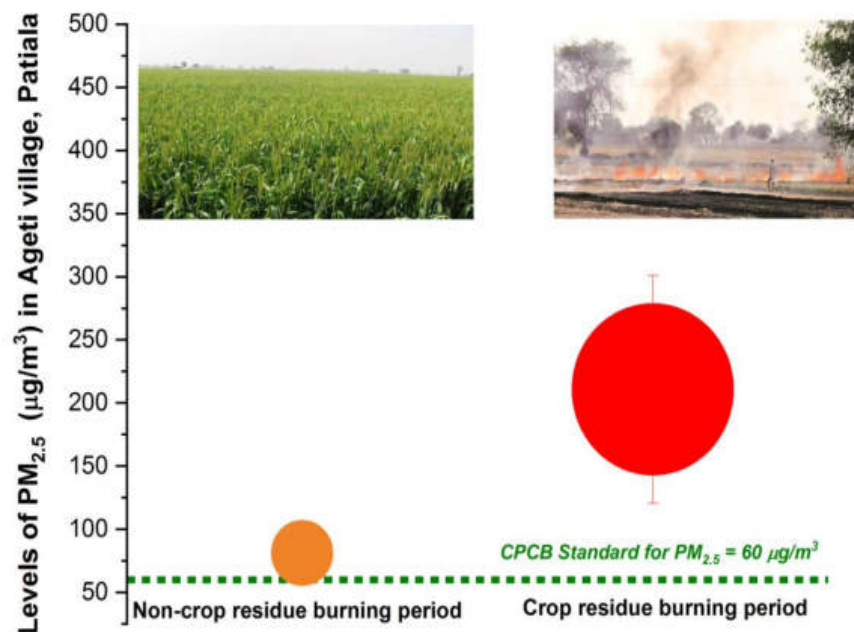 Levels of PM2.5 (μg/m3) in Ageti village, Patiala
500
450
400
350
300
250
200
150
100
50
CPCB Standard for PM2.5 = 60 μg/m3
Non-crop residue burning period
Crop residue burning period